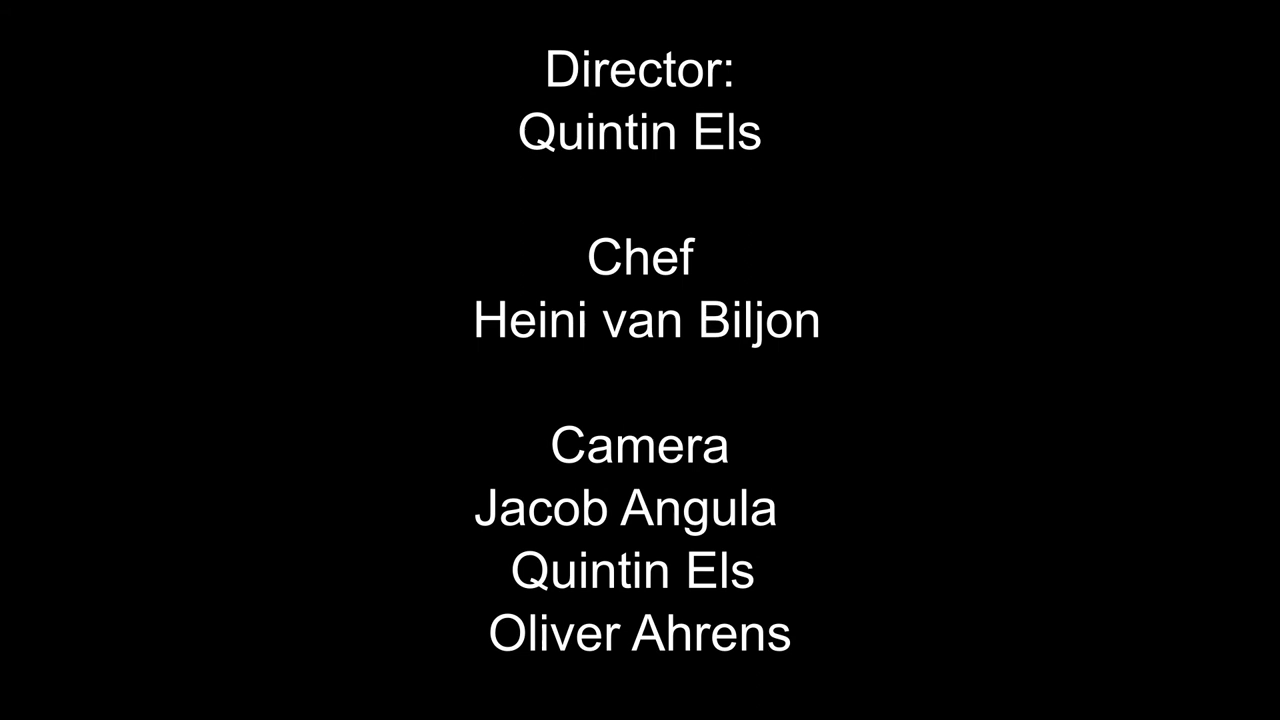 Director:
Quintin Els
Chef
Heini van Biljon
Camera
Jacob Angula
Quintin Els
Oliver Ahrens